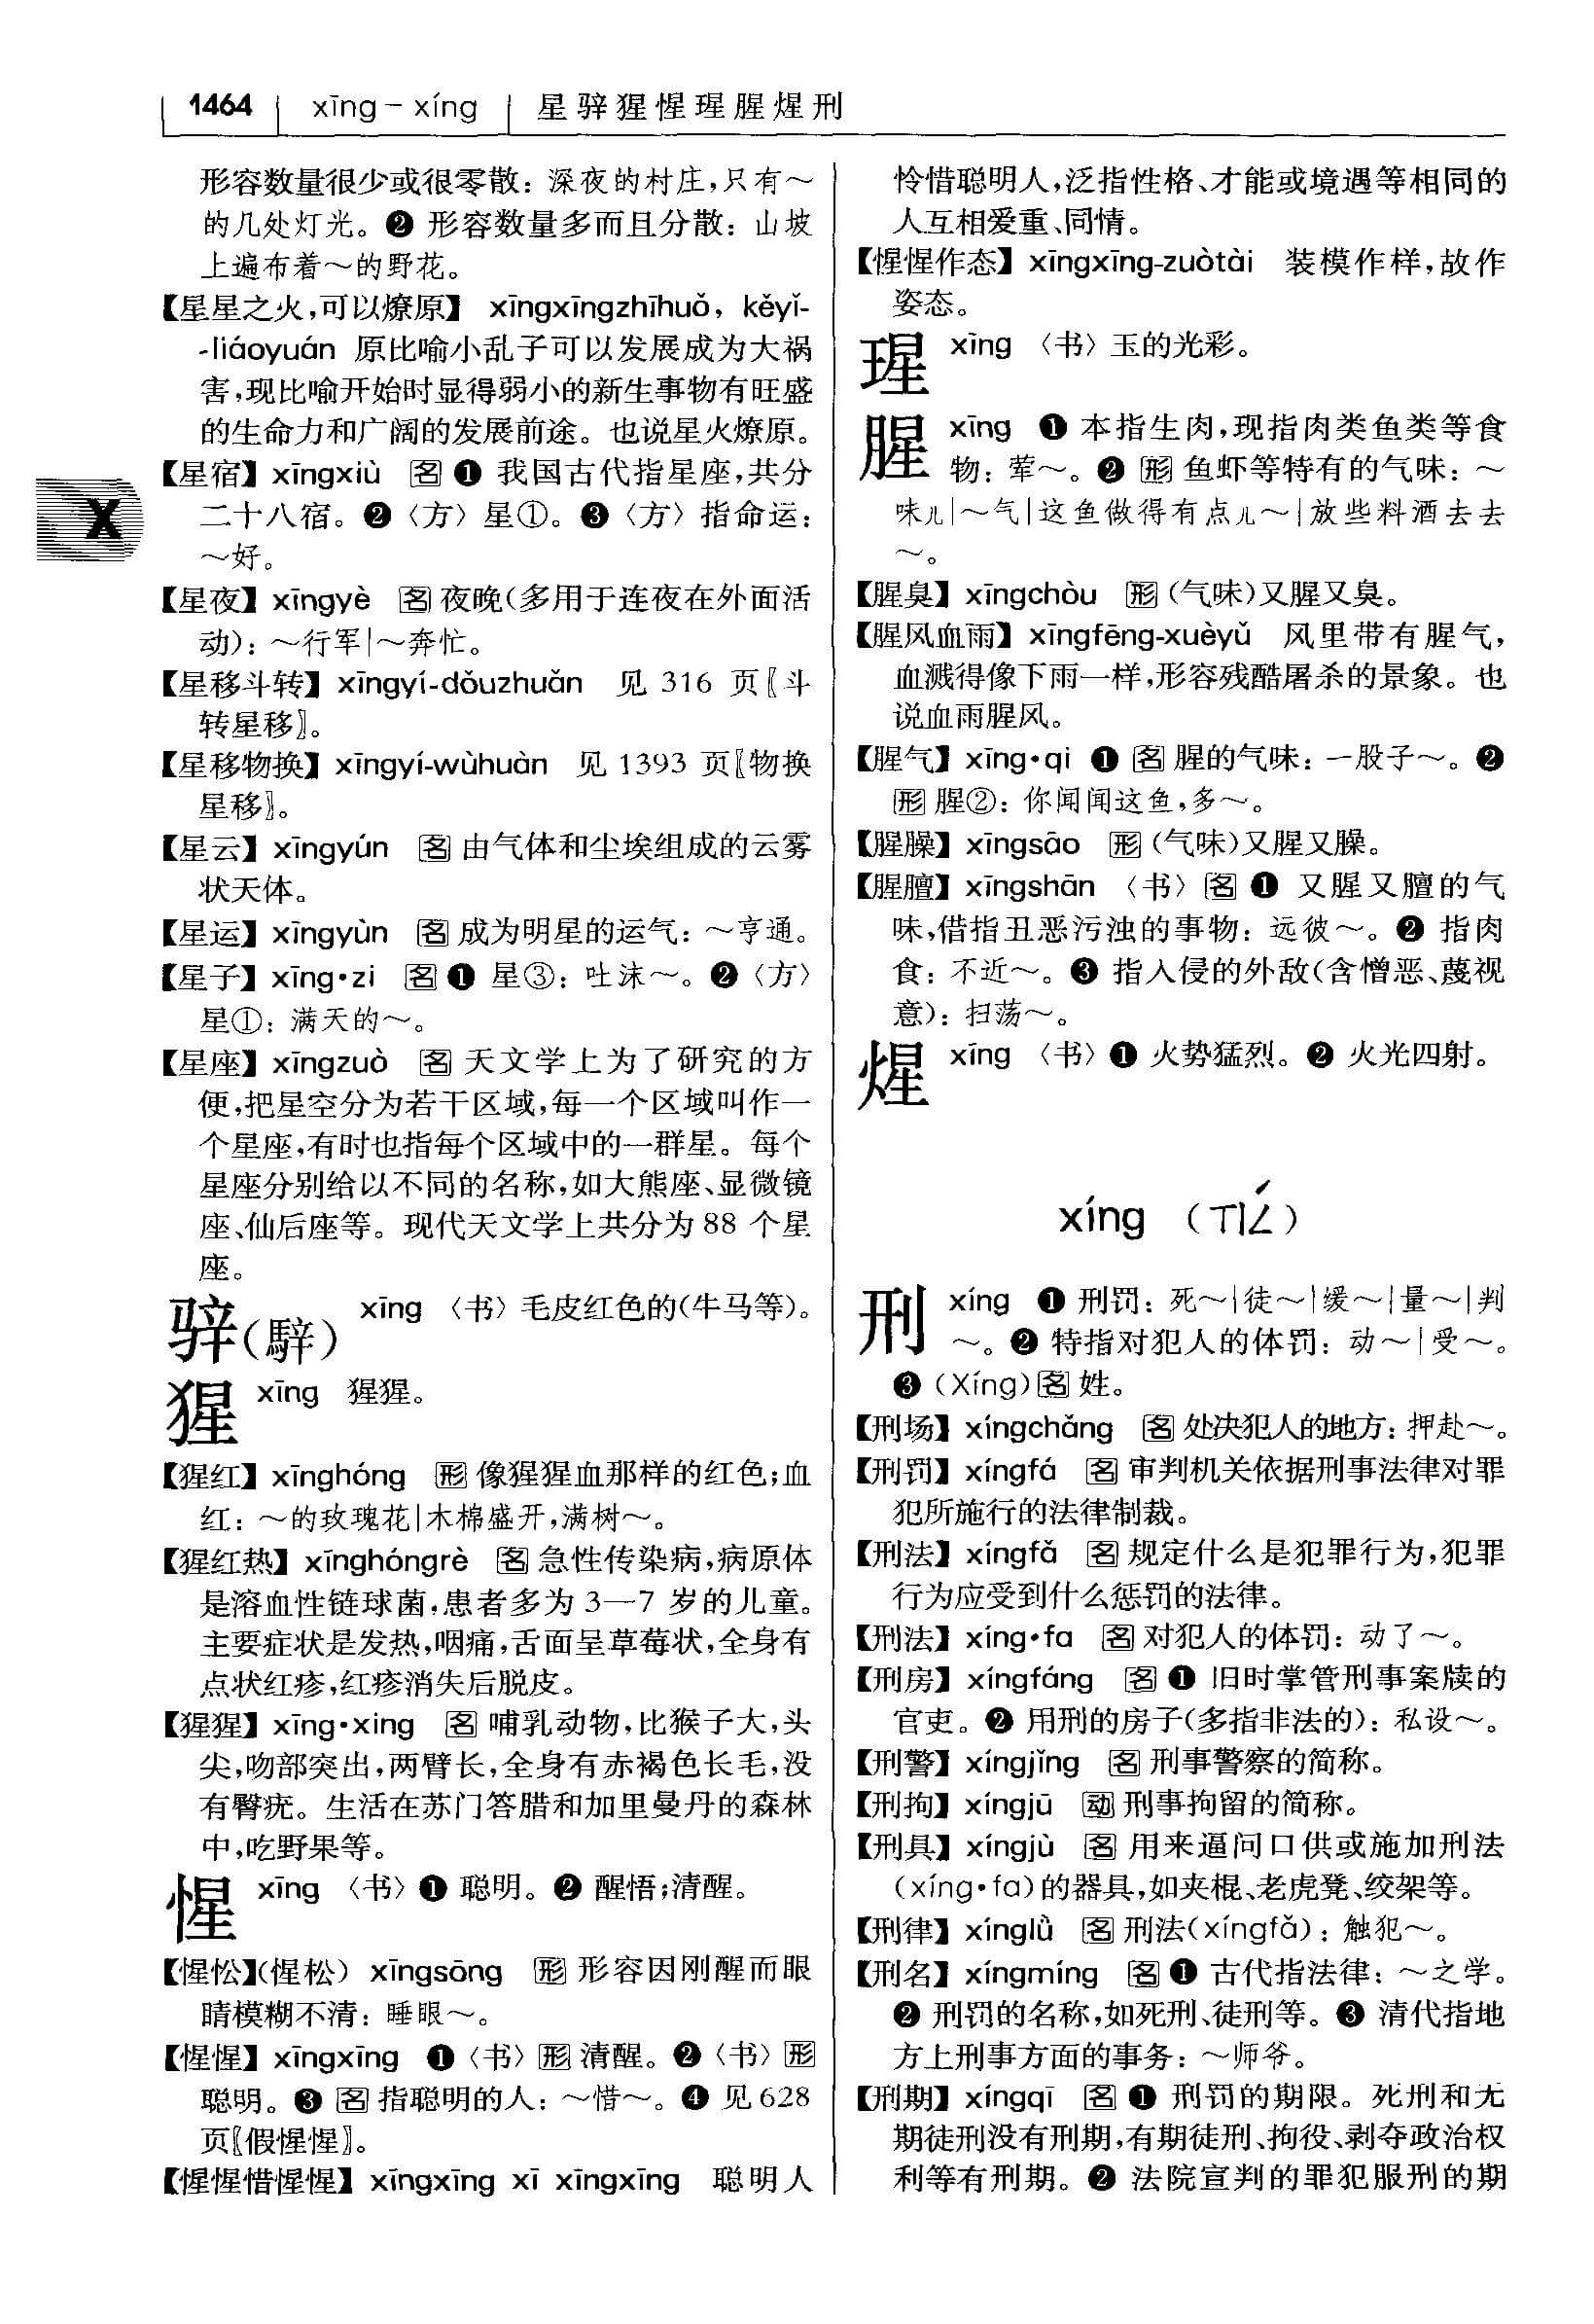 1464 xīng – xíng 星骍猩惺瑆腥煋刑
形容数量很少或很零散：深夜的村庄，只有～
的几处灯光。❷ 形容数量多而且分散：山坡
上遍布着～的野花。
【星星之火，可以燎原】 xīngxīngzhīhuǒ，kěyǐ-
-liáoyuán 原比喻小乱子可以发展成为大祸
害，现比喻开始时显得弱小的新生事物有旺盛
的生命力和广阔的发展前途。也说星火燎原。
【星宿】xīngxiù 名 ❶ 我国古代指星座，共分
二十八宿。❷〈方〉星①。❸〈方〉指命运：
～好。
【星夜】xīngyè 名 夜晚（多用于连夜在外面活
动）：～行军｜～奔忙。
【星移斗转】xīngyí-dǒuzhuǎn 见 316 页〖斗
转星移〗。
【星移物换】xīngyí-wùhuàn 见 1393 页〖物换
星移〗。
【星云】xīngyún 名 由气体和尘埃组成的云雾
状天体。
【星运】xīngyùn 名 成为明星的运气：～亨通。
【星子】xīng•zi 名 ❶ 星③：吐沫～。❷〈方〉
星①：满天的～。
【星座】xīngzuò 名 天文学上为了研究的方
便，把星空分为若干区域，每一个区域叫作一
个星座，有时也指每个区域中的一群星。每个
星座分别给以不同的名称，如大熊座、显微镜
座、仙后座等。现代天文学上共分为 88 个星
座。
骍（騂） xīng 〈书〉毛皮红色的（牛马等）。
猩 xīng 猩猩。
【猩红】xīnghóng 形 像猩猩血那样的红色；血
红：～的玫瑰花｜木棉盛开，满树～。
【猩红热】xīnghóngrè 名 急性传染病，病原体
是溶血性链球菌，患者多为 3—7 岁的儿童。
主要症状是发热，咽痛，舌面呈草莓状，全身有
点状红疹，红疹消失后脱皮。
【猩猩】xīng•xing 名 哺乳动物，比猴子大，头
尖，吻部突出，两臂长，全身有赤褐色长毛，没
有臀疣。生活在苏门答腊和加里曼丹的森林
中，吃野果等。
惺 xīng 〈书〉❶ 聪明。❷ 醒悟；清醒。
【惺忪】（惺松）xīngsōng 形 形容因刚醒而眼
睛模糊不清：睡眼～。
【惺惺】xīngxīng ❶〈书〉形 清醒。❷〈书〉形
聪明。❸ 名 指聪明的人：～惜～。❹ 见 628
页〖假惺惺〗。
【惺惺惜惺惺】xīngxīng xī xīngxīng 聪明人
怜惜聪明人，泛指性格、才能或境遇等相同的
人互相爱重、同情。
【惺惺作态】xīngxīng-zuòtài 装模作样，故作
姿态。
瑆 xīng 〈书〉玉的光彩。
腥 xīng ❶ 本指生肉，现指肉类鱼类等食
物：荤～。❷ 形 鱼虾等特有的气味：～
味儿｜～气｜这鱼做得有点儿～｜放些料酒去去
～。
【腥臭】xīngchòu 形（气味）又腥又臭。
【腥风血雨】xīngfēng-xuèyǔ 风里带有腥气，
血溅得像下雨一样，形容残酷屠杀的景象。也
说血雨腥风。
【腥气】xīng•qi ❶ 名 腥的气味：一股子～。❷
形 腥②：你闻闻这鱼，多～。
【腥臊】xīngsāo 形（气味）又腥又臊。
【腥膻】xīngshān 〈书〉名 ❶ 又腥又膻的气
味，借指丑恶污浊的事物：远彼～。❷ 指肉
食：不近～。❸ 指入侵的外敌（含憎恶、蔑视
意）：扫荡～。
煋 xīng 〈书〉❶ 火势猛烈。❷ 火光四射。
xíng （ㄒㄧㄥˊ）
刑 xíng ❶ 刑罚：死～｜徒～｜缓～｜量～｜判
～。❷ 特指对犯人的体罚：动～｜受～。
❸（Xíng）名 姓。
【刑场】xíngchǎng 名 处决犯人的地方：押赴～。
【刑罚】xíngfá 名 审判机关依据刑事法律对罪
犯所施行的法律制裁。
【刑法】xíngfǎ 名 规定什么是犯罪行为，犯罪
行为应受到什么惩罚的法律。
【刑法】xíng•fa 名 对犯人的体罚：动了～。
【刑房】xíngfáng 名 ❶ 旧时掌管刑事案牍的
官吏。❷ 用刑的房子（多指非法的）：私设～。
【刑警】xíngjǐng 名 刑事警察的简称。
【刑拘】xíngjū 动 刑事拘留的简称。
【刑具】xíngjù 名 用来逼问口供或施加刑法
（xíng•fa）的器具，如夹棍、老虎凳、绞架等。
【刑律】xínglǜ 名 刑法（xíngfǎ）：触犯～。
【刑名】xíngmíng 名 ❶ 古代指法律：～之学。
❷ 刑罚的名称，如死刑、徒刑等。❸ 清代指地
方上刑事方面的事务：～师爷。
【刑期】xíngqī 名 ❶ 刑罚的期限。死刑和无
期徒刑没有刑期，有期徒刑、拘役、剥夺政治权
利等有刑期。❷ 法院宣判的罪犯服刑的期
X